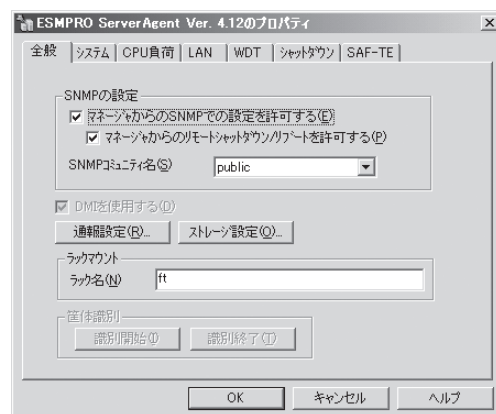 ESMPRO ServerAgent Ver. 4.12のプロパティ
全般 システム CPU負荷 LAN WDT シャットダウン SAF-TE
SNMPの設定
マネージャからのSNMPでの設定を許可する(E)
マネージャからのリモートシャットダウン/リブートを許可する(P)
SNMPコミュニティ名(S) public
DMIを使用する(D)
通報設定(R)... ストレージ設定(O)...
ラックマウント
ラック名(N) ft
筐体識別
識別開始(I) 識別終了(T)
OK キャンセル ヘルプ